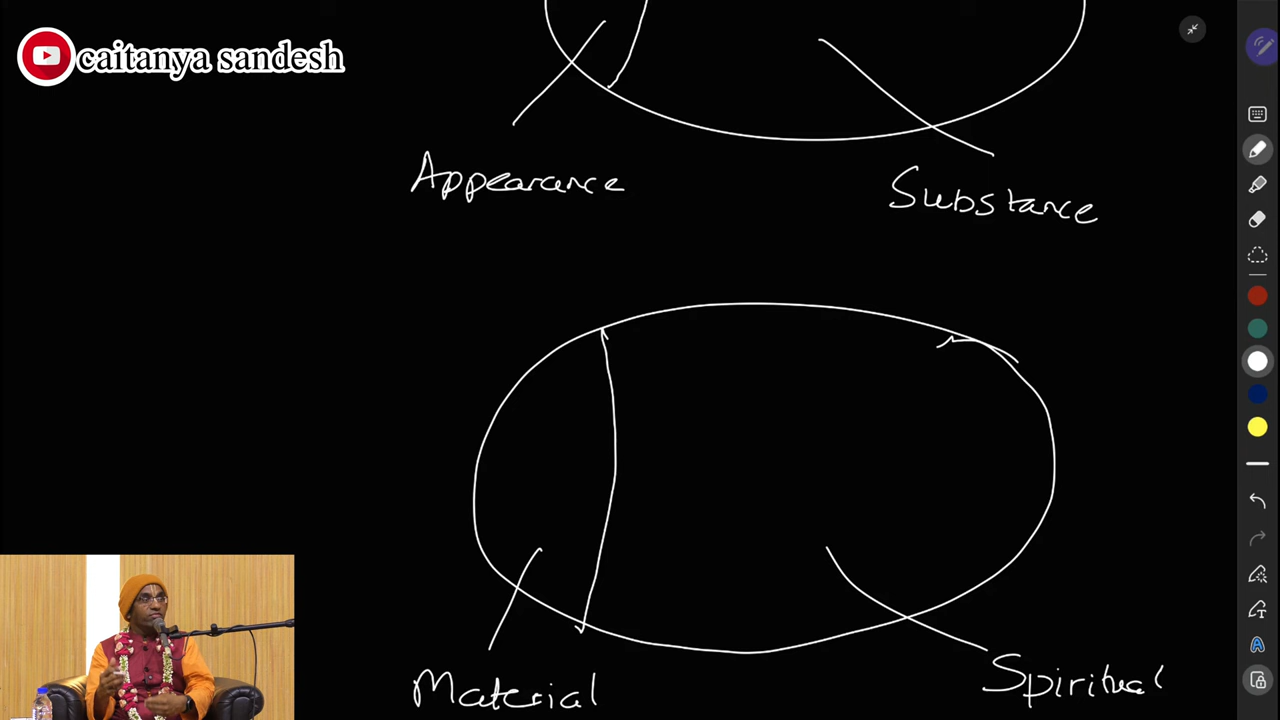 caitanya sandesh
Appearance
Substance
Material
Spiritual